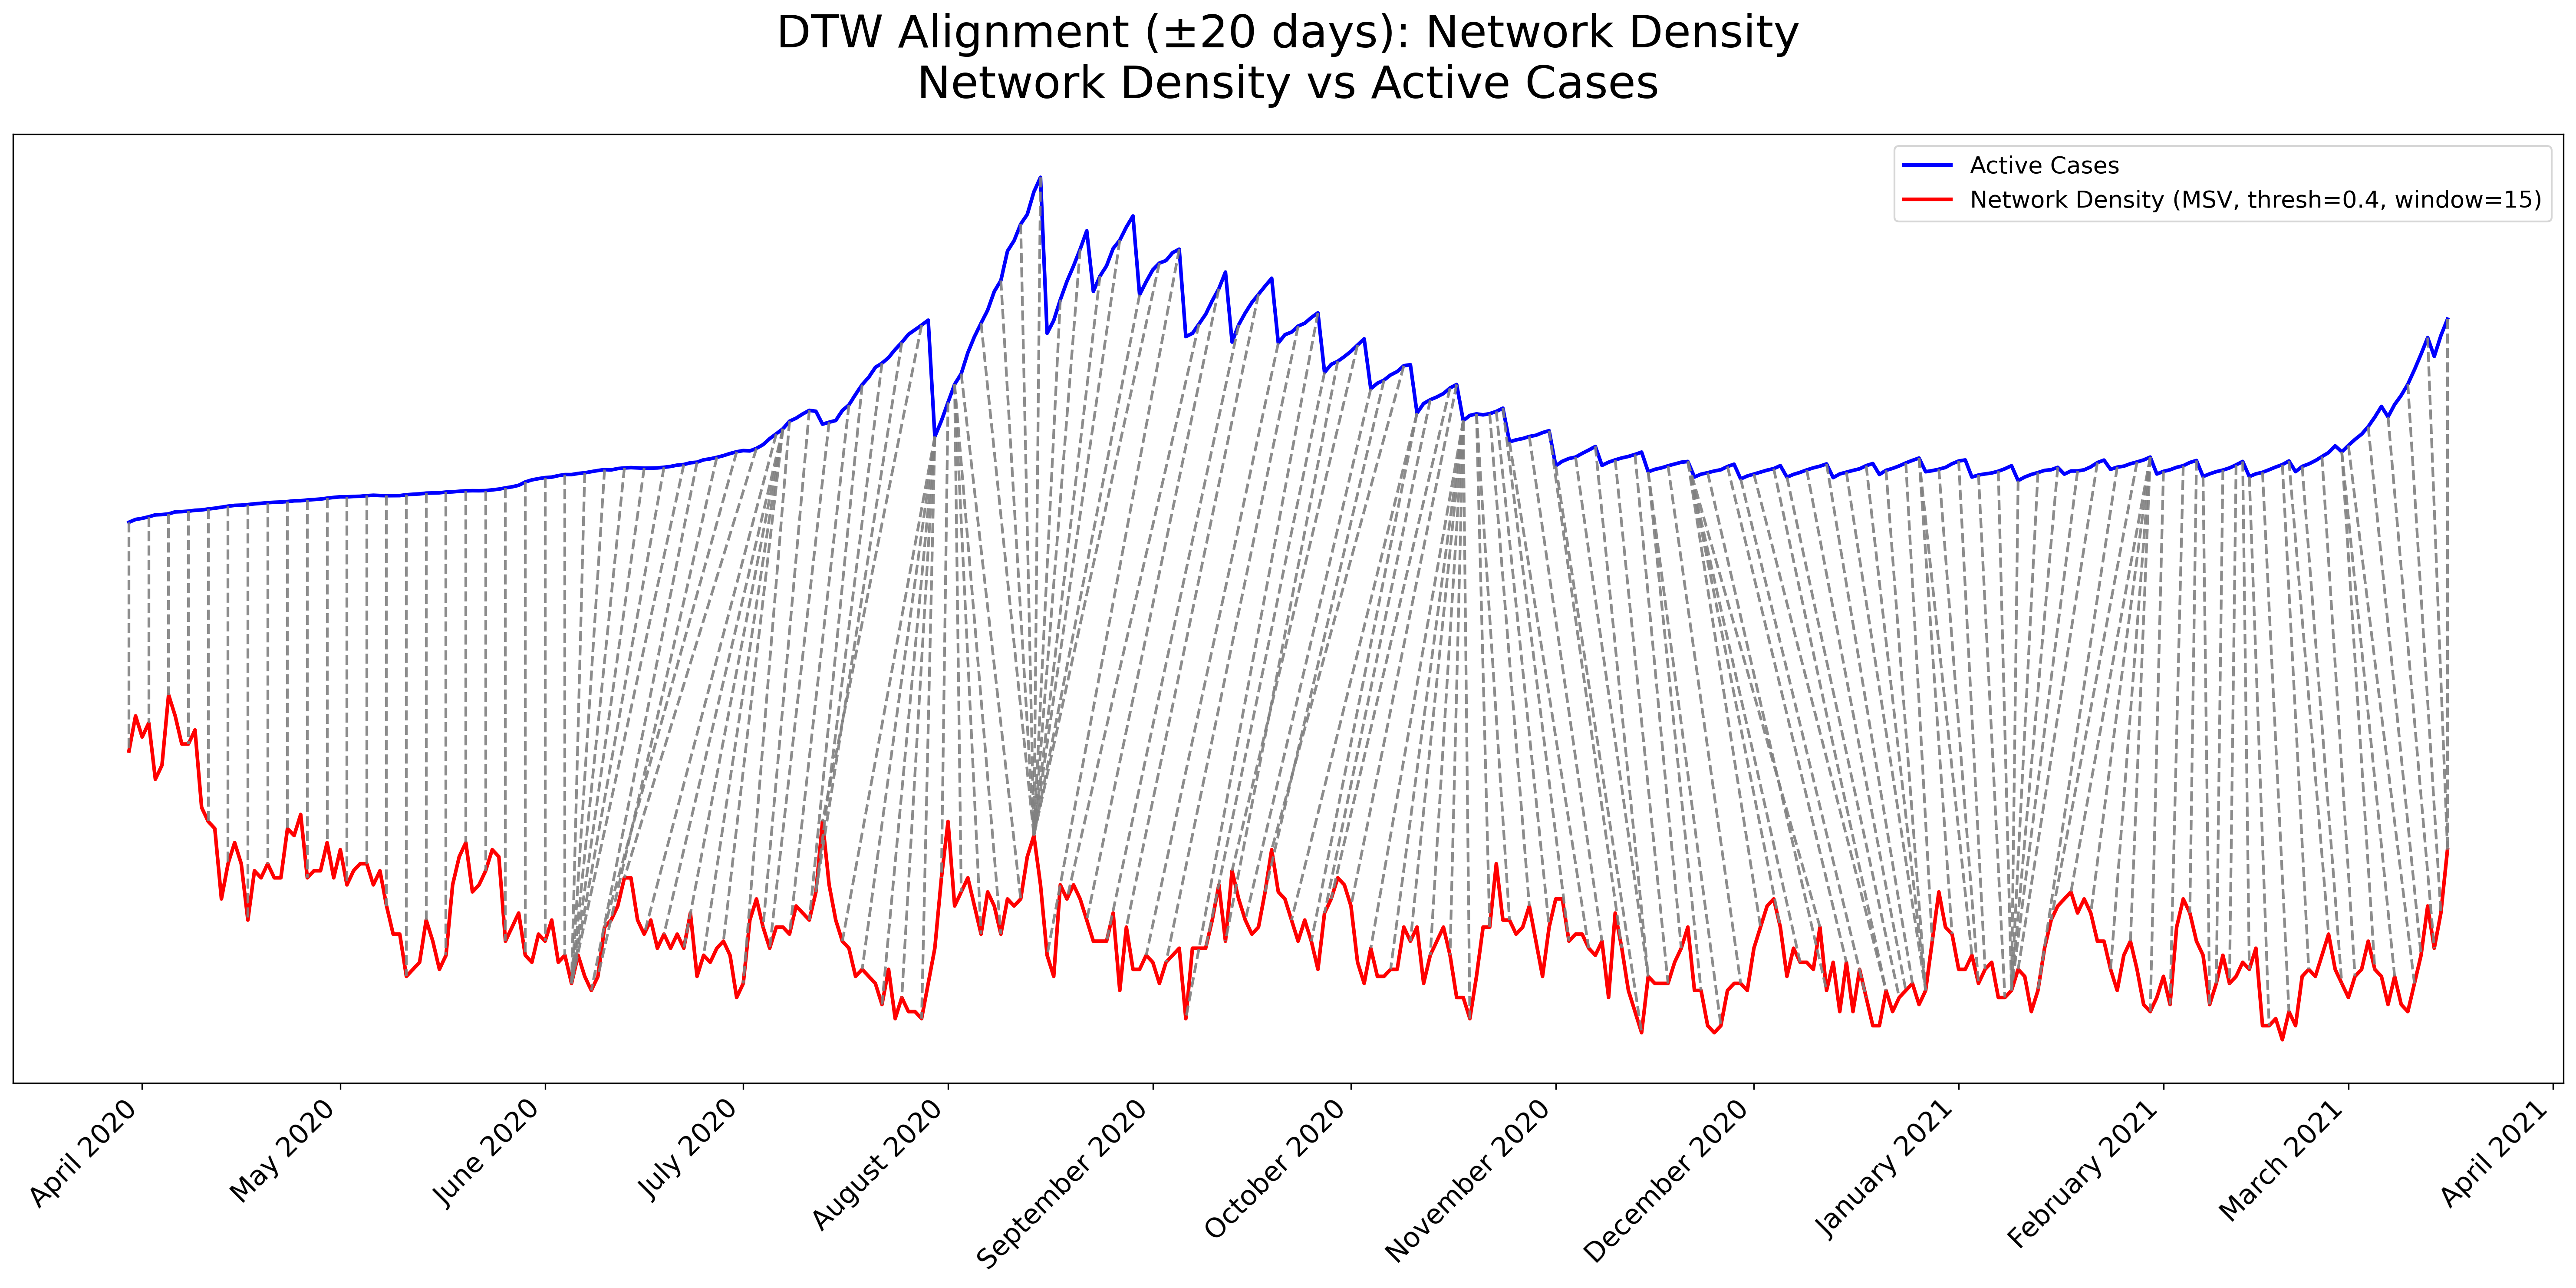 DTW Alignment (±20 days): Network Density
Network Density vs Active Cases
Active Cases
Network Density (MSV, thresh=0.4, window=15)
April 2020
May 2020
June 2020
July 2020
August 2020
September 2020
October 2020
November 2020
December 2020
January 2021
February 2021
March 2021
April 2021